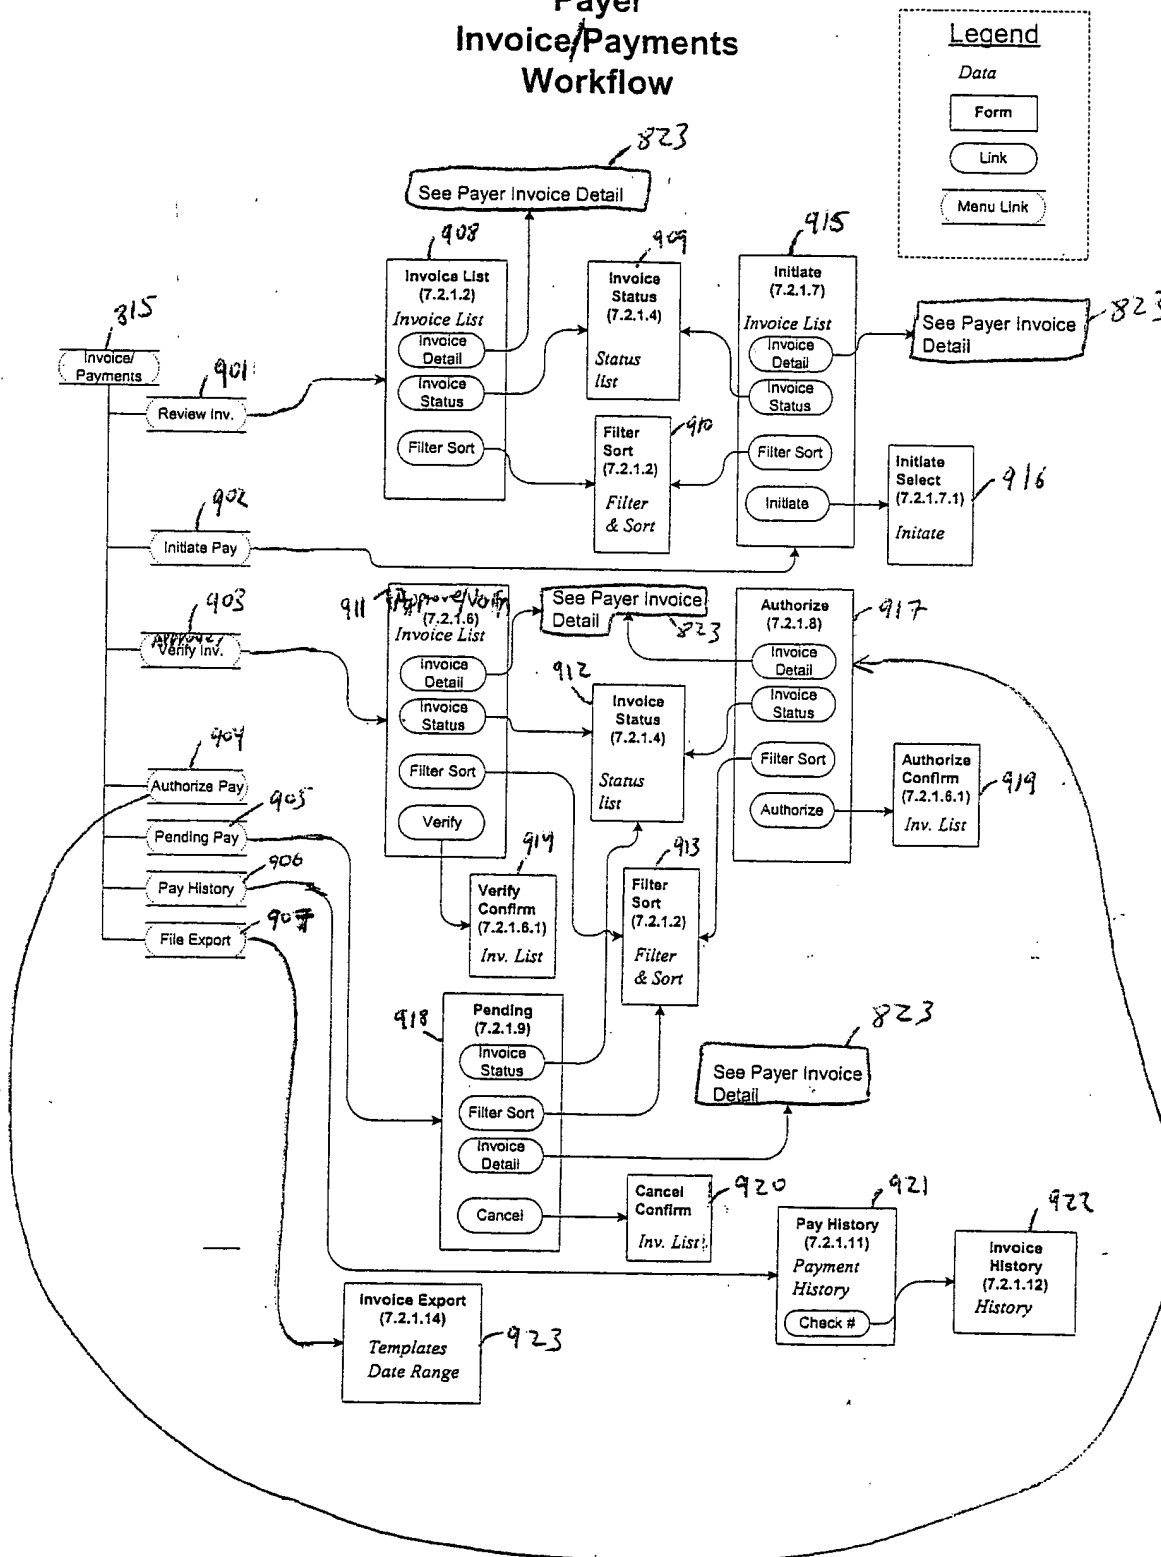 Payer
Invoice/Payments
Workflow
Legend
Data
Form
Link
Menu Link
823
See Payer Invoice Detail
908
Invoice List
(7.2.1.2)
Invoice List
Invoice
Detail
Invoice
Status
Filter Sort
909
Invoice
Status
(7.2.1.4)
Status
list
910
Filter
Sort
(7.2.1.2)
Filter
& Sort
915
Initiate
(7.2.1.7)
Invoice List
Invoice
Detail
Invoice
Status
Filter Sort
Initiate
See Payer Invoice
Detail
823
Initiate
Select
(7.2.1.7.1)
Initate
916
815
Invoice/
Payments
901
Review Inv.
902
Initiate Pay
903
Approve/
Verify Inv.
904
Authorize Pay
905
Pending Pay
906
Pay History
907
File Export
911
Approve/Verify
(7.2.1.6)
Invoice List
Invoice
Detail
Invoice
Status
Filter Sort
Verify
See Payer Invoice
Detail
823
912
Invoice
Status
(7.2.1.4)
Status
list
Authorize
(7.2.1.8)
917
Invoice
Detail
Invoice
Status
Filter Sort
Authorize
Authorize
Confirm
(7.2.1.6.1)
Inv. List
919
914
Verify
Confirm
(7.2.1.6.1)
Inv. List
913
Filter
Sort
(7.2.1.2)
Filter
& Sort
918
Pending
(7.2.1.9)
Invoice
Status
Filter Sort
Invoice
Detail
Cancel
823
See Payer Invoice
Detail
Cancel
Confirm
Inv. List
920
921
Pay History
(7.2.1.11)
Payment
History
Check #
922
Invoice
History
(7.2.1.12)
History
Invoice Export
(7.2.1.14)
Templates
Date Range
923